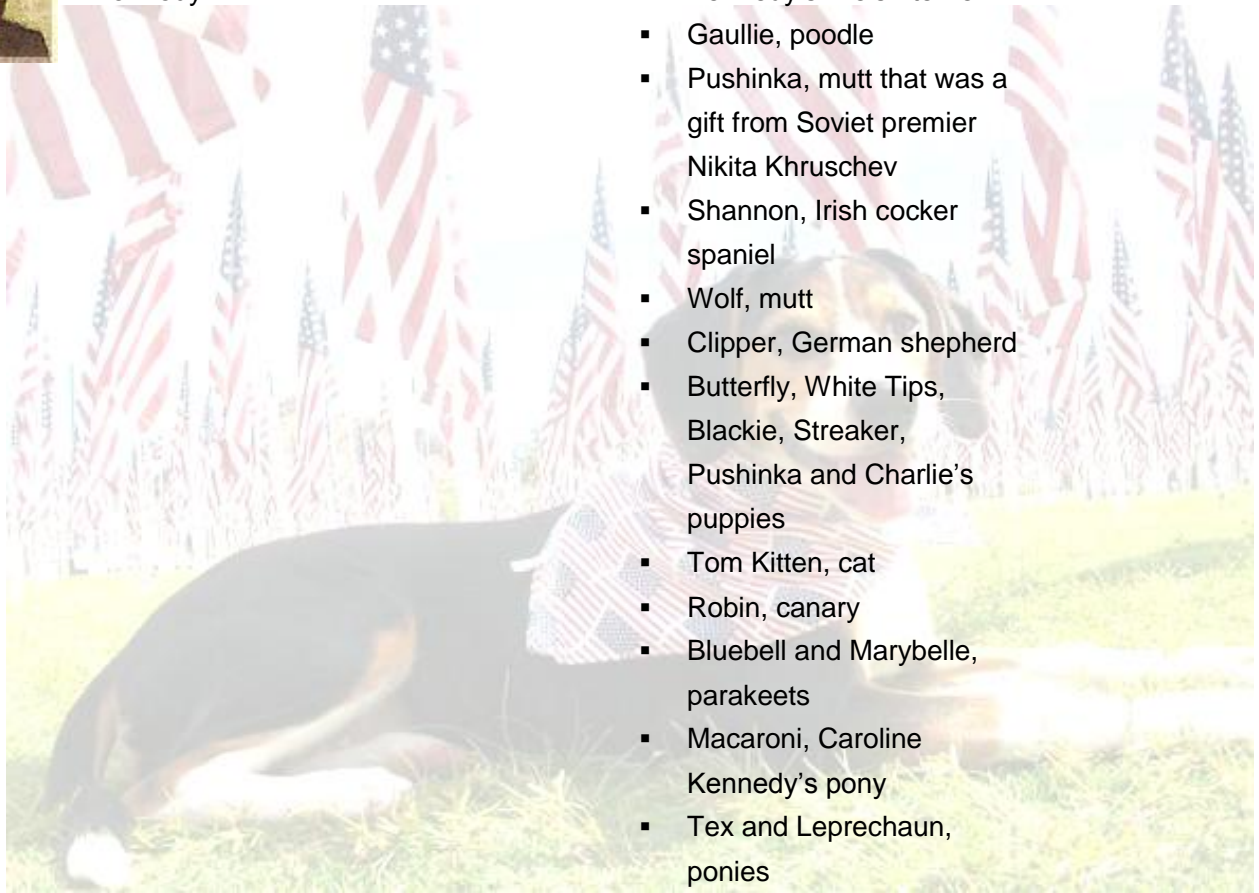 Gaullie, poodle
Pushinka, mutt that was a
gift from Soviet premier
Nikita Khruschev
Shannon, Irish cocker
spaniel
Wolf, mutt
Clipper, German shepherd
Butterfly, White Tips,
Blackie, Streaker,
Pushinka and Charlie’s
puppies
Tom Kitten, cat
Robin, canary
Bluebell and Marybelle,
parakeets
Macaroni, Caroline
Kennedy’s pony
Tex and Leprechaun,
ponies